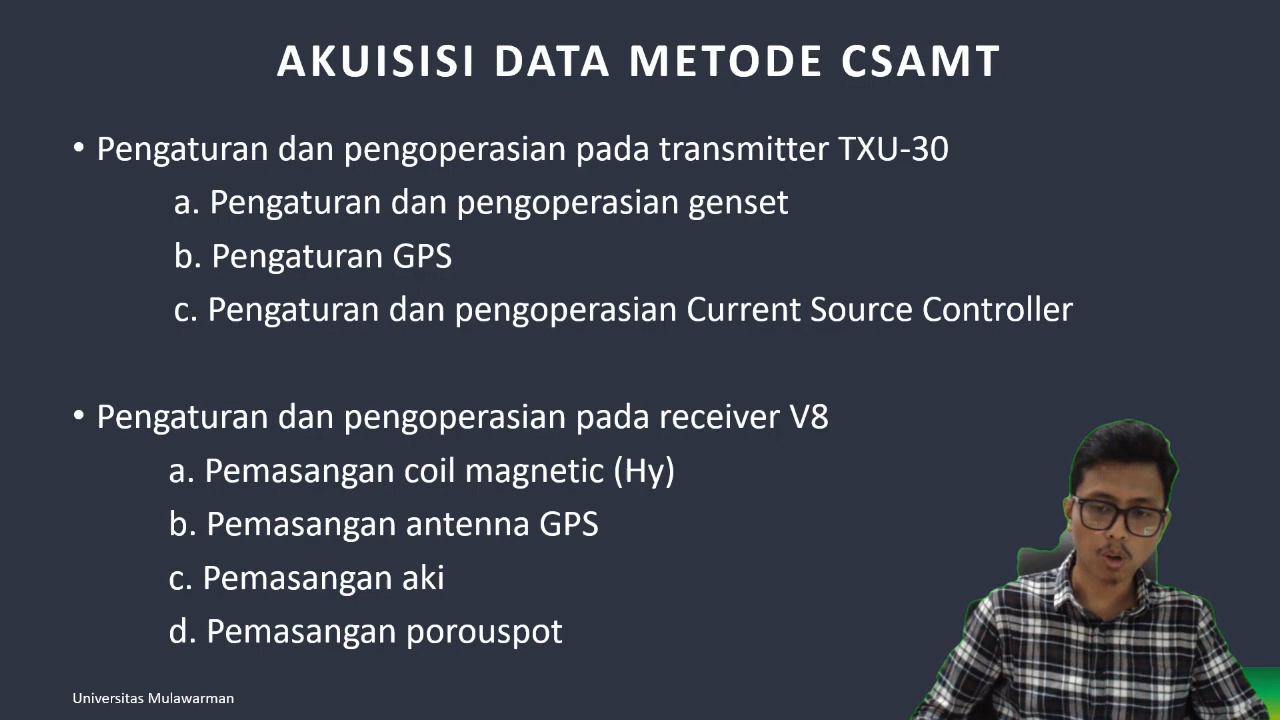 AKUISISI DATA METODE CSAMT
• Pengaturan dan pengoperasian pada transmitter TXU-30
a. Pengaturan dan pengoperasian genset
b. Pengaturan GPS
c. Pengaturan dan pengoperasian Current Source Controller
• Pengaturan dan pengoperasian pada receiver V8
a. Pemasangan coil magnetic (Hy)
b. Pemasangan antenna GPS
c. Pemasangan aki
d. Pemasangan porouspot
Universitas Mulawarman